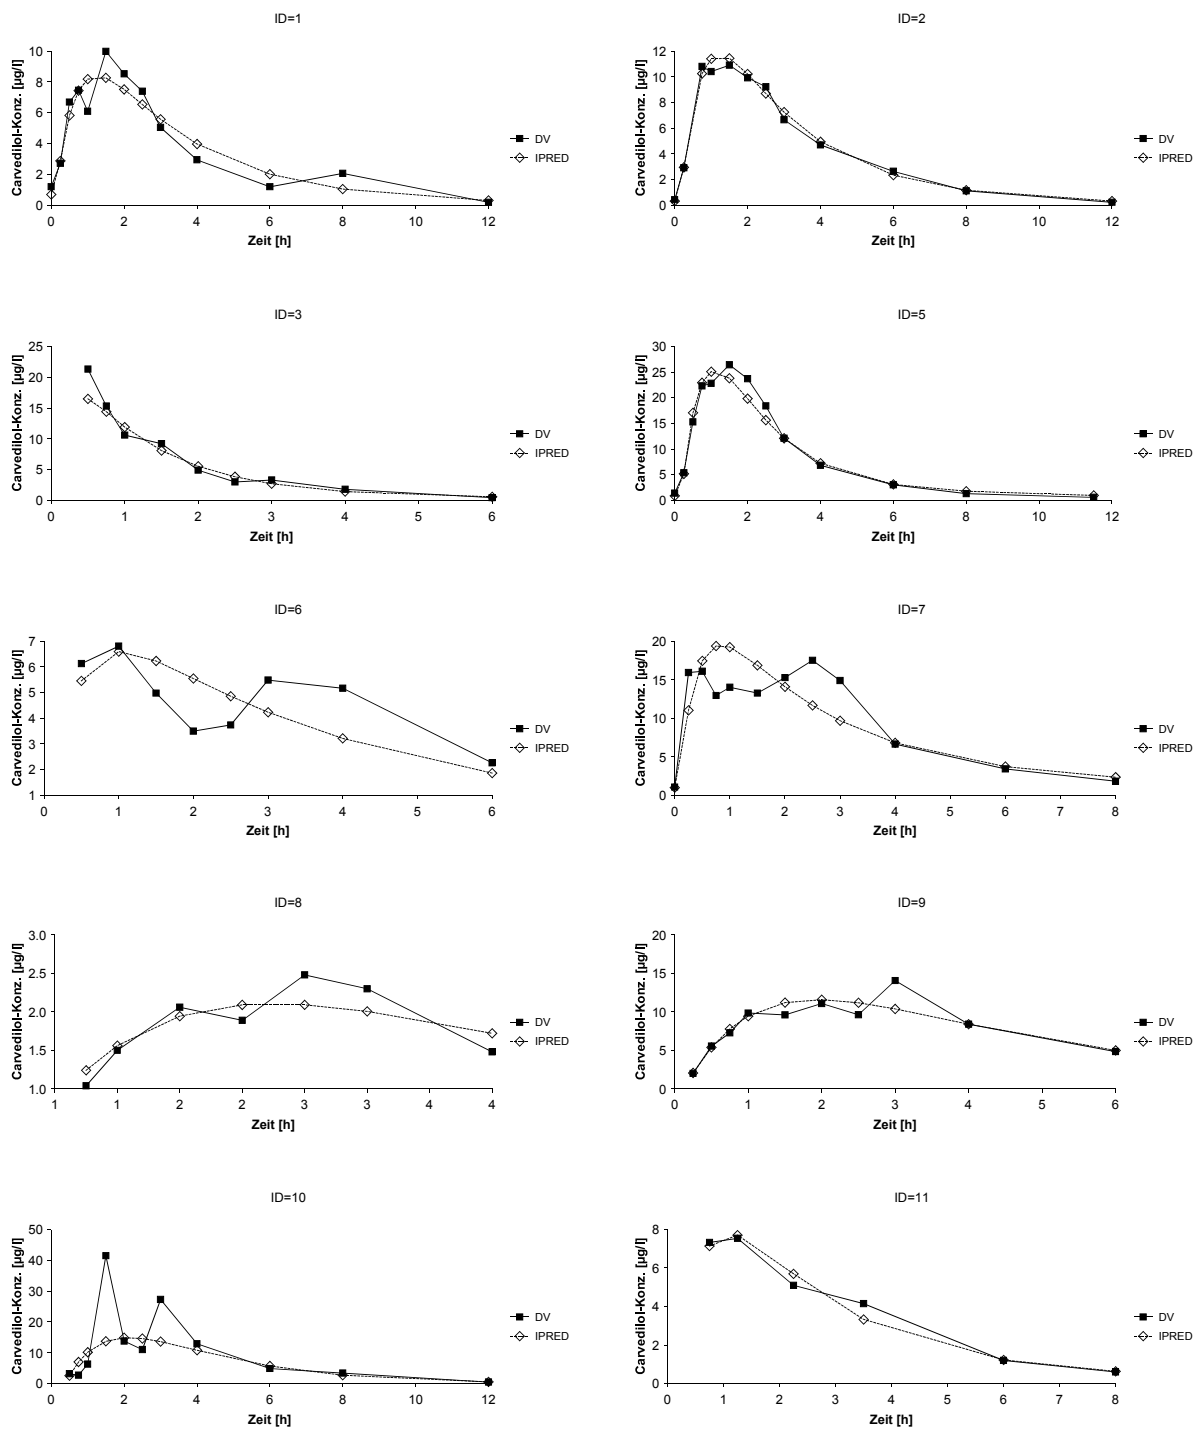 ID=1
Carvedilol-Konz. [µg/l]
10
8
6
4
2
0
0 2 4 6 8 10 12
Zeit [h]
DV
IPRED
ID=2
Carvedilol-Konz. [µg/l]
12
10
8
6
4
2
0
0 2 4 6 8 10 12
Zeit [h]
DV
IPRED
ID=3
Carvedilol-Konz. [µg/l]
25
20
15
10
5
0
0 1 2 3 4 5 6
Zeit [h]
DV
IPRED
ID=5
Carvedilol-Konz. [µg/l]
30
25
20
15
10
5
0
0 2 4 6 8 10 12
Zeit [h]
DV
IPRED
ID=6
Carvedilol-Konz. [µg/l]
7
6
5
4
3
2
1
0 1 2 3 4 5 6
Zeit [h]
DV
IPRED
ID=7
Carvedilol-Konz. [µg/l]
20
15
10
5
0
0 1 2 3 4 5 6 7 8
Zeit [h]
DV
IPRED
ID=8
Carvedilol-Konz. [µg/l]
3.0
2.5
2.0
1.5
1.0
1 1 2 2 3 3 4 4
Zeit [h]
DV
IPRED
ID=9
Carvedilol-Konz. [µg/l]
20
15
10
5
0
0 1 2 3 4 5 6
Zeit [h]
DV
IPRED
ID=10
Carvedilol-Konz. [µg/l]
50
40
30
20
10
0
0 2 4 6 8 10 12
Zeit [h]
DV
IPRED
ID=11
Carvedilol-Konz. [µg/l]
8
6
4
2
0
0 1 2 3 4 5 6 7 8
Zeit [h]
DV
IPRED